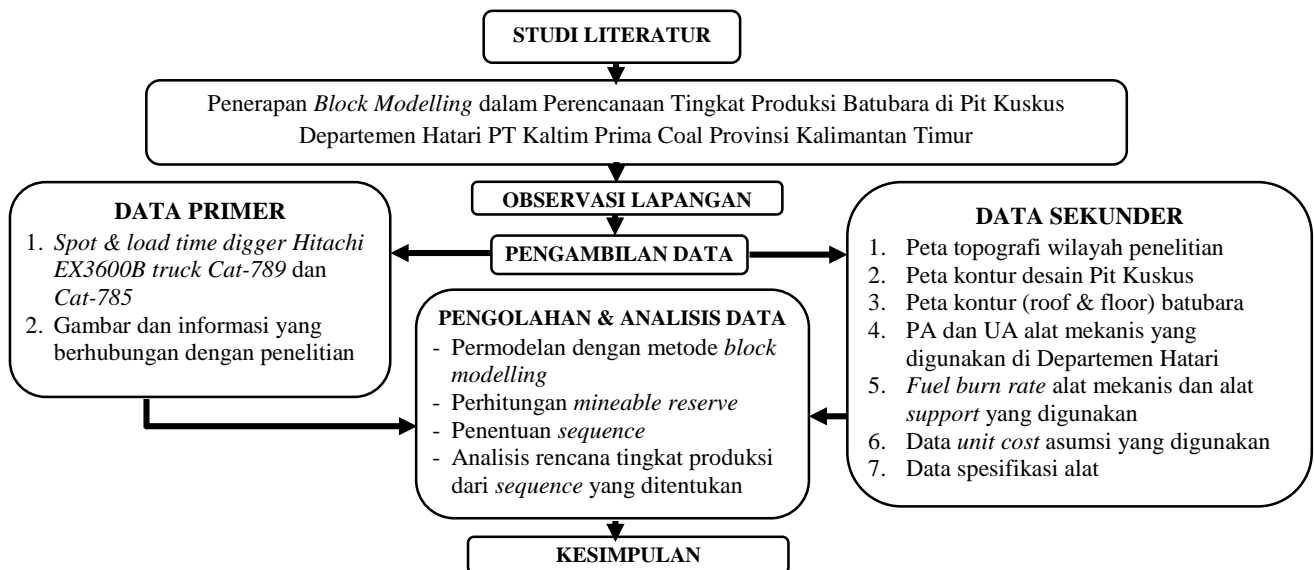 STUDI LITERATUR
Penerapan Block Modelling dalam Perencanaan Tingkat Produksi Batubara di Pit Kuskus
Departemen Hatari PT Kaltim Prima Coal Provinsi Kalimantan Timur
OBSERVASI LAPANGAN
PENGAMBILAN DATA
DATA PRIMER
1. Spot & load time digger Hitachi
EX3600B truck Cat-789 dan
Cat-785
2. Gambar dan informasi yang
berhubungan dengan penelitian
DATA SEKUNDER
1. Peta topografi wilayah penelitian
2. Peta kontur desain Pit Kuskus
3. Peta kontur (roof & floor) batubara
4. PA dan UA alat mekanis yang
digunakan di Departemen Hatari
5. Fuel burn rate alat mekanis dan alat
support yang digunakan
6. Data unit cost asumsi yang digunakan
7. Data spesifikasi alat
PENGOLAHAN & ANALISIS DATA
- Permodelan dengan metode block
modelling
- Perhitungan mineable reserve
- Penentuan sequence
- Analisis rencana tingkat produksi
dari sequence yang ditentukan
KESIMPULAN